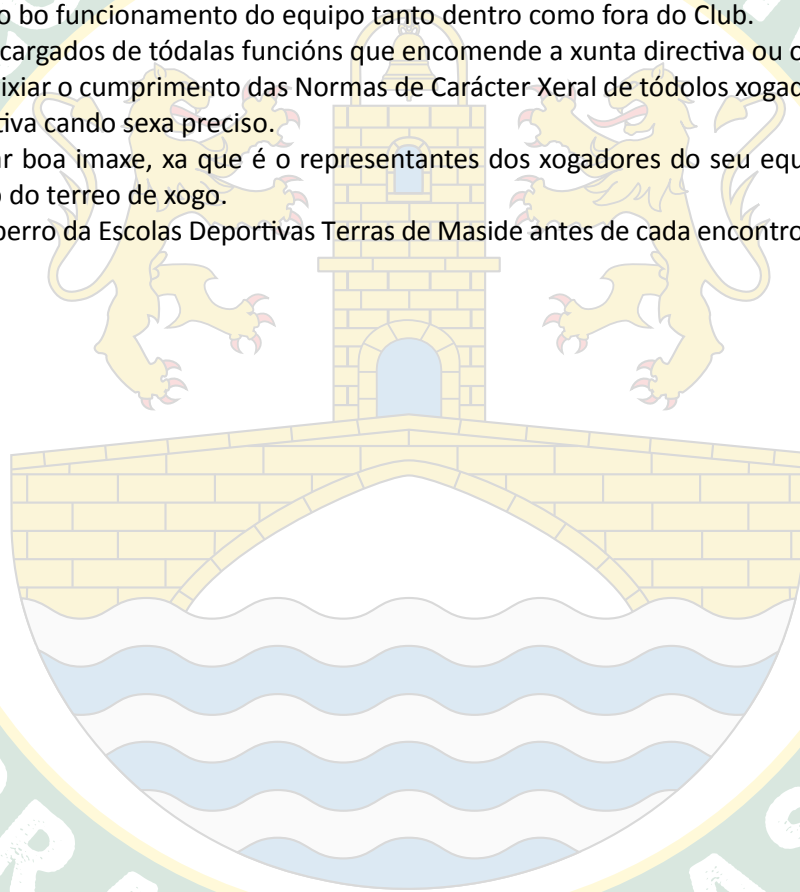 o bo funcionamento do equipo tanto dentro como fora do Club.
cargados de tódalas funcións que encomende a xunta directiva ou o
ixiar o cumprimento das Normas de Carácter Xeral de tódolos xogad
tiva cando sexa preciso.
ar boa imaxe, xa que é o representantes dos xogadores do seu equ
o do terreo de xogo.
berro da Escolas Deportivas Terras de Maside antes de cada encontro